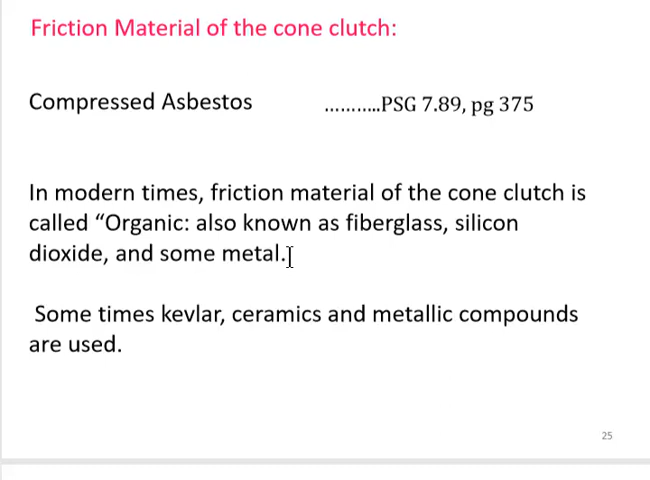 Friction Material of the cone clutch:
Compressed Asbestos ...........PSG 7.89, pg 375
In modern times, friction material of the cone clutch is
called “Organic: also known as fiberglass, silicon
dioxide, and some metal.
Some times kevlar, ceramics and metallic compounds
are used.
25